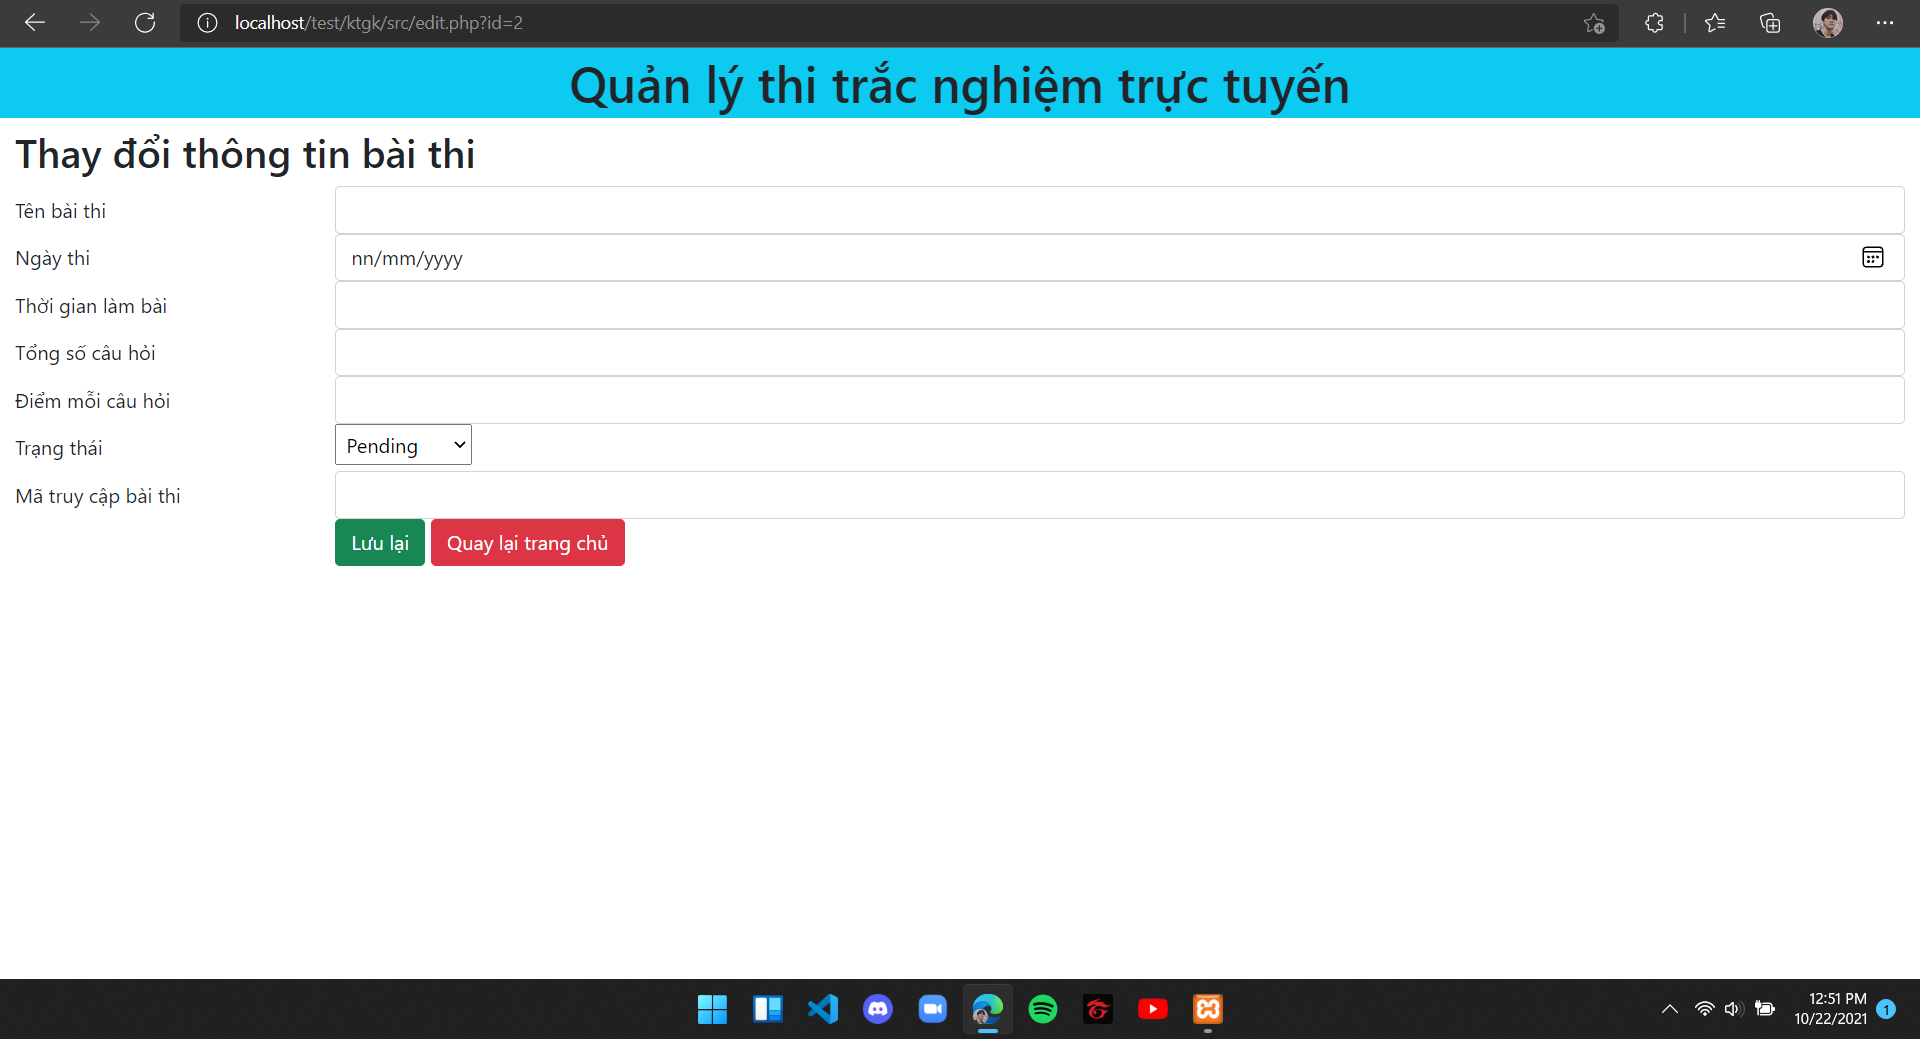 localhost/test/ktgk/src/edit.php?id=2
Quản lý thi trắc nghiệm trực tuyến
Thay đổi thông tin bài thi
Tên bài thi
Ngày thi
nn/mm/yyyy
Thời gian làm bài
Tổng số câu hỏi
Điểm mỗi câu hỏi
Trạng thái
Pending
Mã truy cập bài thi
Lưu lại
Quay lại trang chủ
12:51 PM
10/22/2021
1